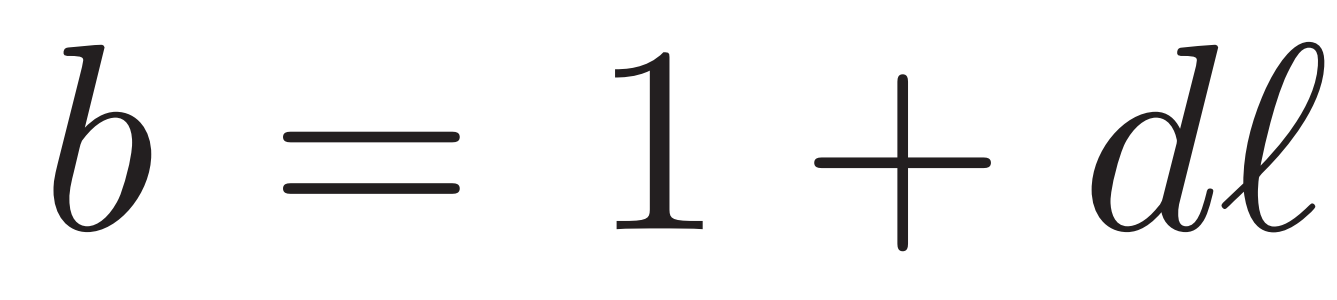 b = 1 + dℓ